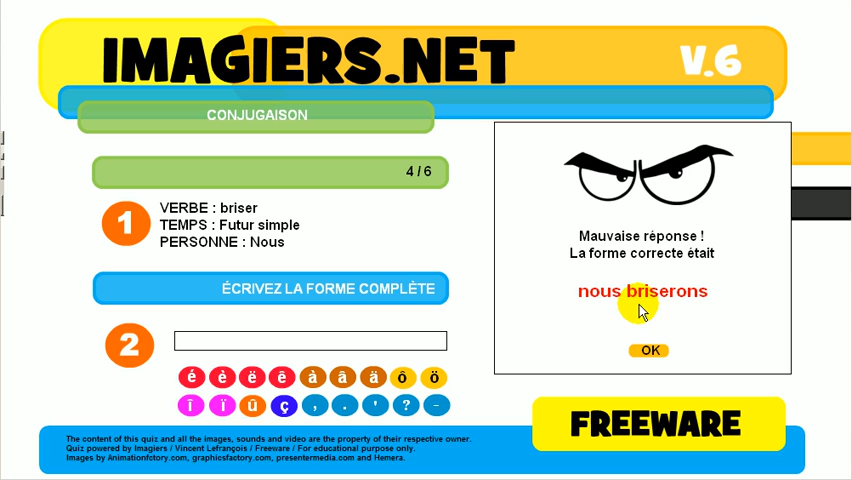 IMAGIERS.NET
V.6
CONJUGAISON
4 / 6
1
VERBE : briser
TEMPS : Futur simple
PERSONNE : Nous
ÉCRIVEZ LA FORME COMPLÈTE
2
é è ë ê à â ä ô ö
î ï û ç , . ' ? -
Mauvaise réponse !
La forme correcte était
nous briserons
OK
FREEWARE
The content of this quiz and all the images, sounds and video are the property of their respective owner.
Quiz powered by Imagiers / Vincent Lefrançois / Freeware / For educational purpose only.
Images by Animationfctory.com, graphicsfactory.com, presentermedia.com and Hemera.